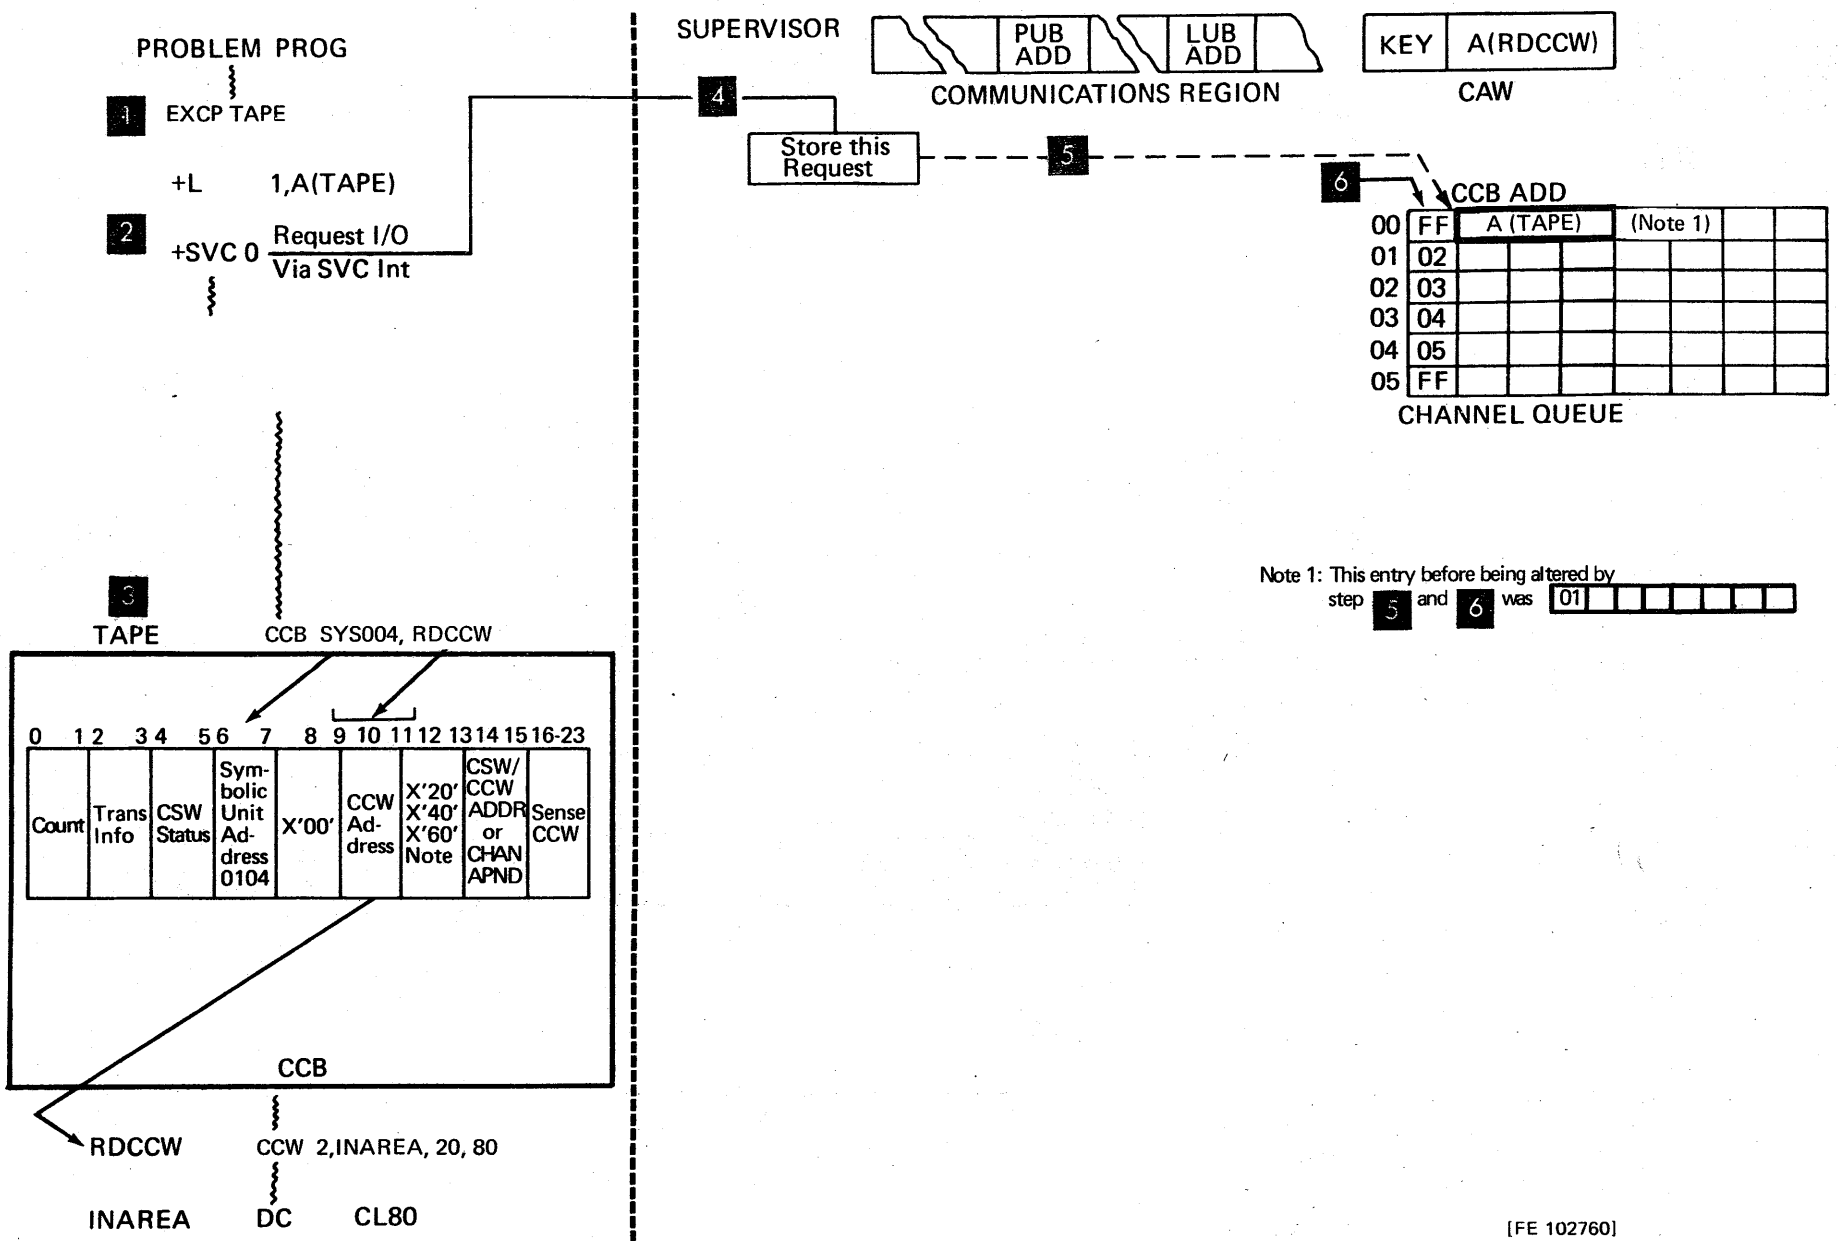 PROBLEM PROG
1
EXCP TAPE
+L 1,A(TAPE)
2
+SVC 0 Request I/O
Via SVC Int
3
TAPE
CCB SYS004, RDCCW
0 1 2 3 4 5 6 7 8 9 10 11 12 13 14 15 16-23
Count
Trans
Info
CSW
Status
Sym-
bolic
Unit
Ad-
dress
0104
X'00'
CCW
Ad-
dress
X'20'
X'40'
X'60'
Note
CSW/
CCW
ADDR
or
CHAN
APND
Sense
CCW
CCB
RDCCW CCW 2,INAREA, 20, 80
INAREA DC CL80
SUPERVISOR
PUB
ADD
LUB
ADD
COMMUNICATIONS REGION
KEY A(RDCCW)
CAW
4
Store this
Request
5
6
CCB ADD
00 FF A (TAPE) (Note 1)
01 02
02 03
03 04
04 05
05 FF
CHANNEL QUEUE
Note 1: This entry before being altered by
step 5 and 6 was 01
[FE 102760]